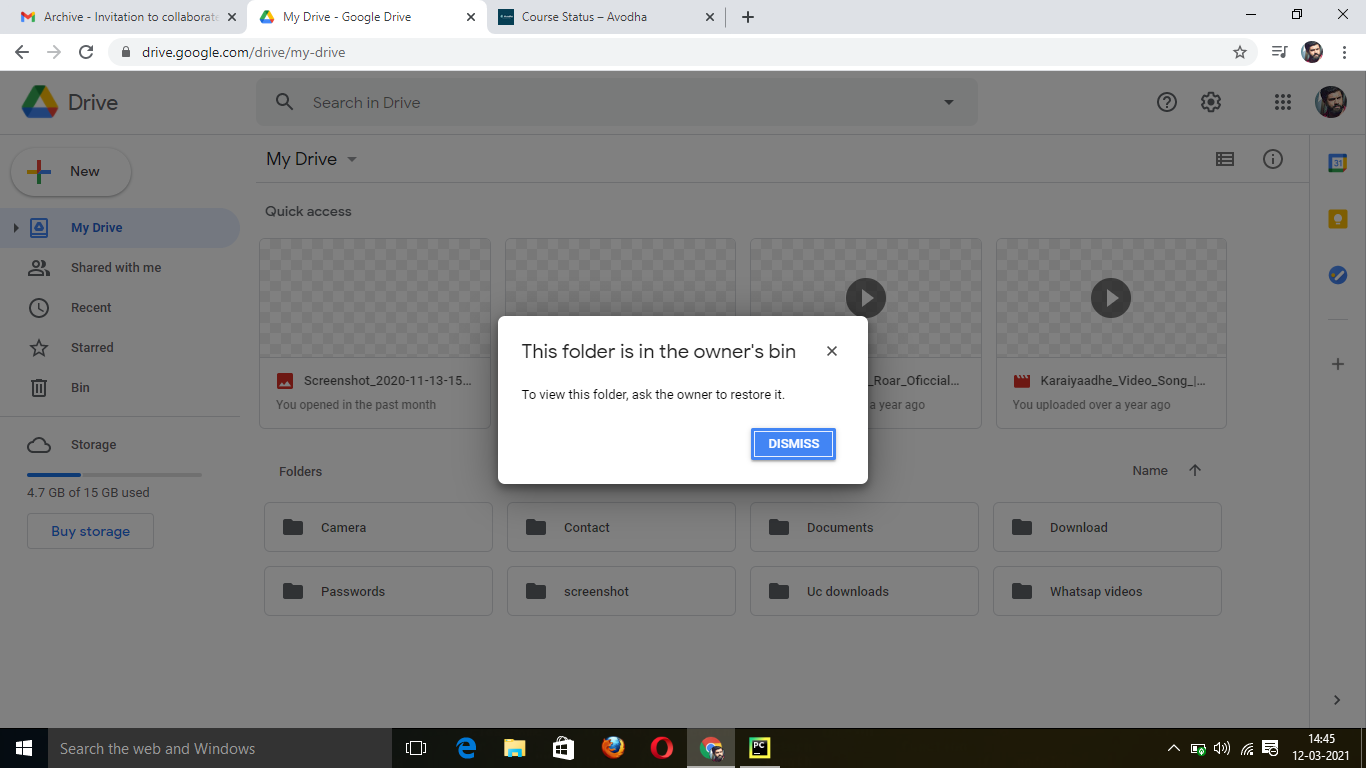 Archive - Invitation to collaborate
My Drive - Google Drive
Course Status – Avodha
drive.google.com/drive/my-drive
Drive
Search in Drive
New
My Drive
Shared with me
Recent
Starred
Bin
Storage
4.7 GB of 15 GB used
Buy storage
My Drive
Quick access
Screenshot_2020-11-13-15...
You opened in the past month
_Roar_Oficcial...
a year ago
Karaiyaadhe_Video_Song_|...
You uploaded over a year ago
This folder is in the owner's bin
To view this folder, ask the owner to restore it.
DISMISS
Folders
Name
Camera
Contact
Documents
Download
Passwords
screenshot
Uc downloads
Whatsap videos
31
Search the web and Windows
PC
14:45
12-03-2021